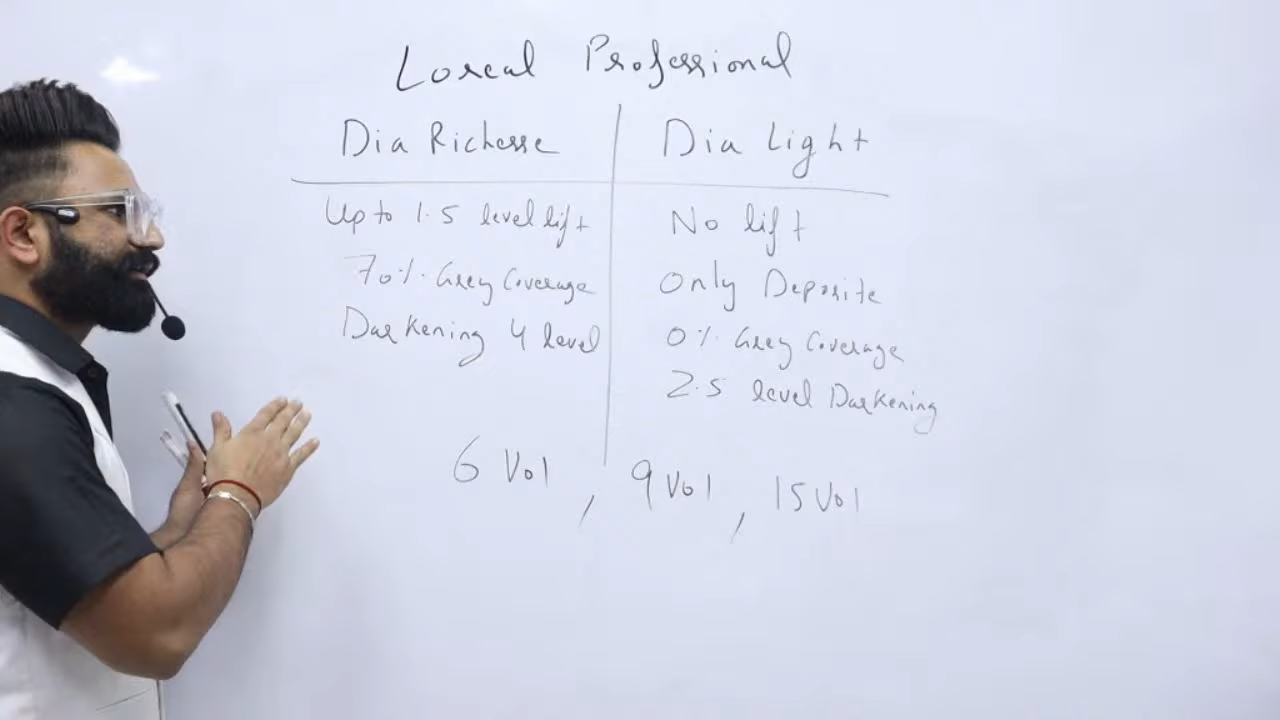 Loreal Professional
Dia Richesse
Dia Light
Up to 1.5 level lift
70% Grey Coverage
Darkening 4 level
No lift
Only Deposite
0% Grey Coverage
2.5 level Darkening
6 Vol , 9 Vol , 15 Vol